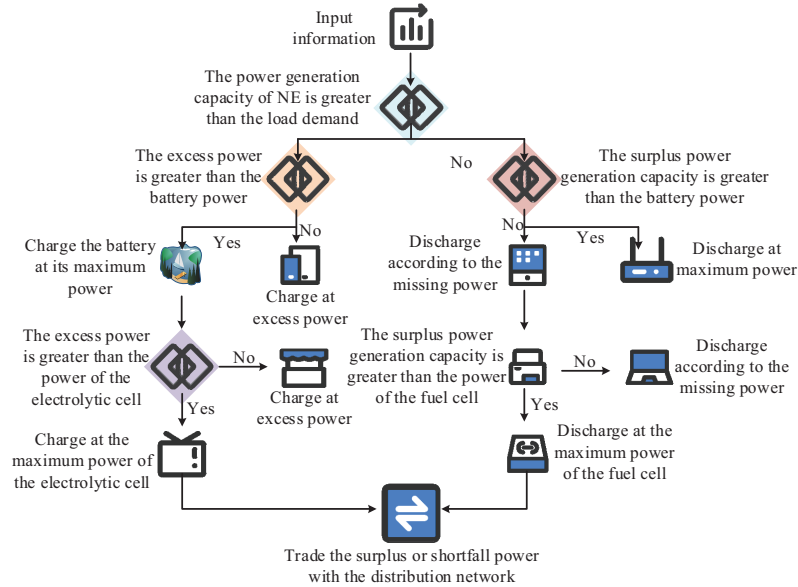 Input
information
The power generation
capacity of NE is greater
than the load demand
The excess power
is greater than the
battery power
No
The surplus power
generation capacity is greater
than the battery power
Charge the battery
at its maximum
power
Yes
No
Charge at
excess power
No
Discharge
according to the
missing power
Yes
Discharge at
maximum power
The excess power
is greater than the
power of the
electrolytic cell
No
Charge at
excess power
The surplus power
generation capacity is
greater than the power
of the fuel cell
No
Discharge
according to the
missing power
Yes
Charge at the
maximum power of
the electrolytic cell
Yes
Discharge at the
maximum power
of the fuel cell
Trade the surplus or shortfall power
with the distribution network